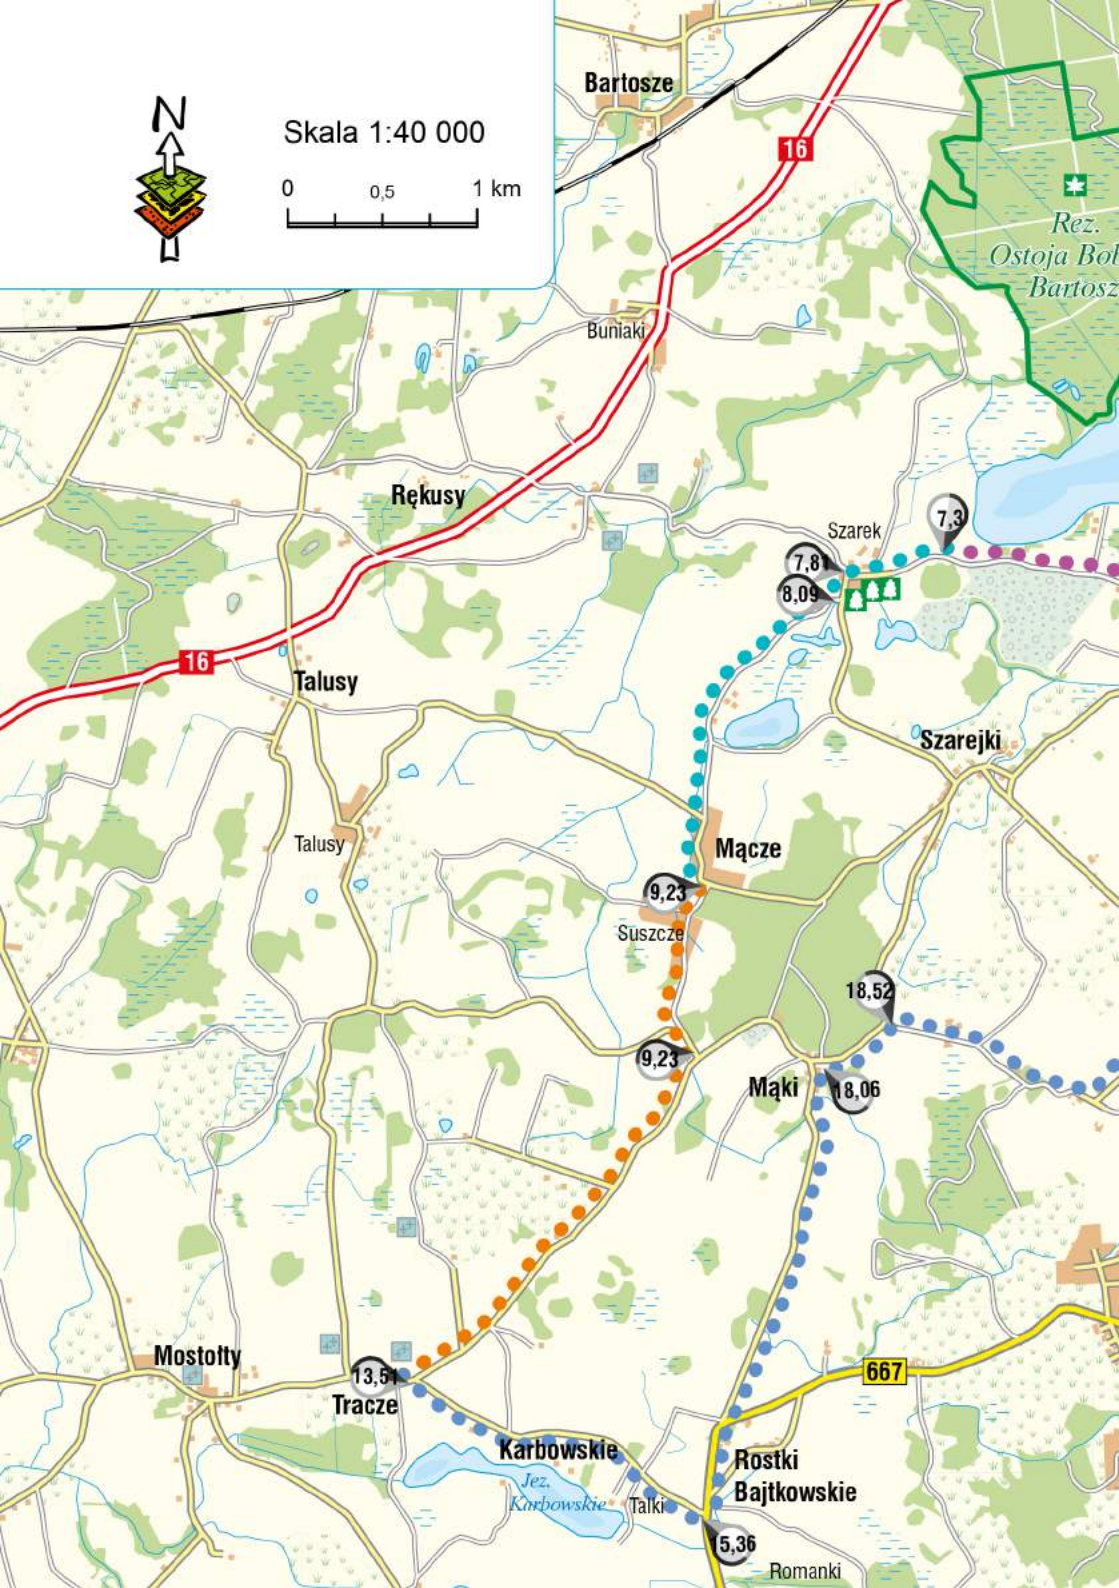 N
Skala 1:40 000
0
0,5
1 km
Bartosze
16
Rez.
Ostoja Bob
Bartosz
Buniaki
Rękusy
Szarek
7,3
7,81
8,09
16
Talusy
Szarejki
Talusy
Mącze
9,23
Suszcze
18,52
9,23
Mąki
18,06
Mostołty
13,51
Tracze
667
Karbowskie
Jez.
Karbowskie
Talki
Rostki
Bajtkowskie
15,36
Romanki